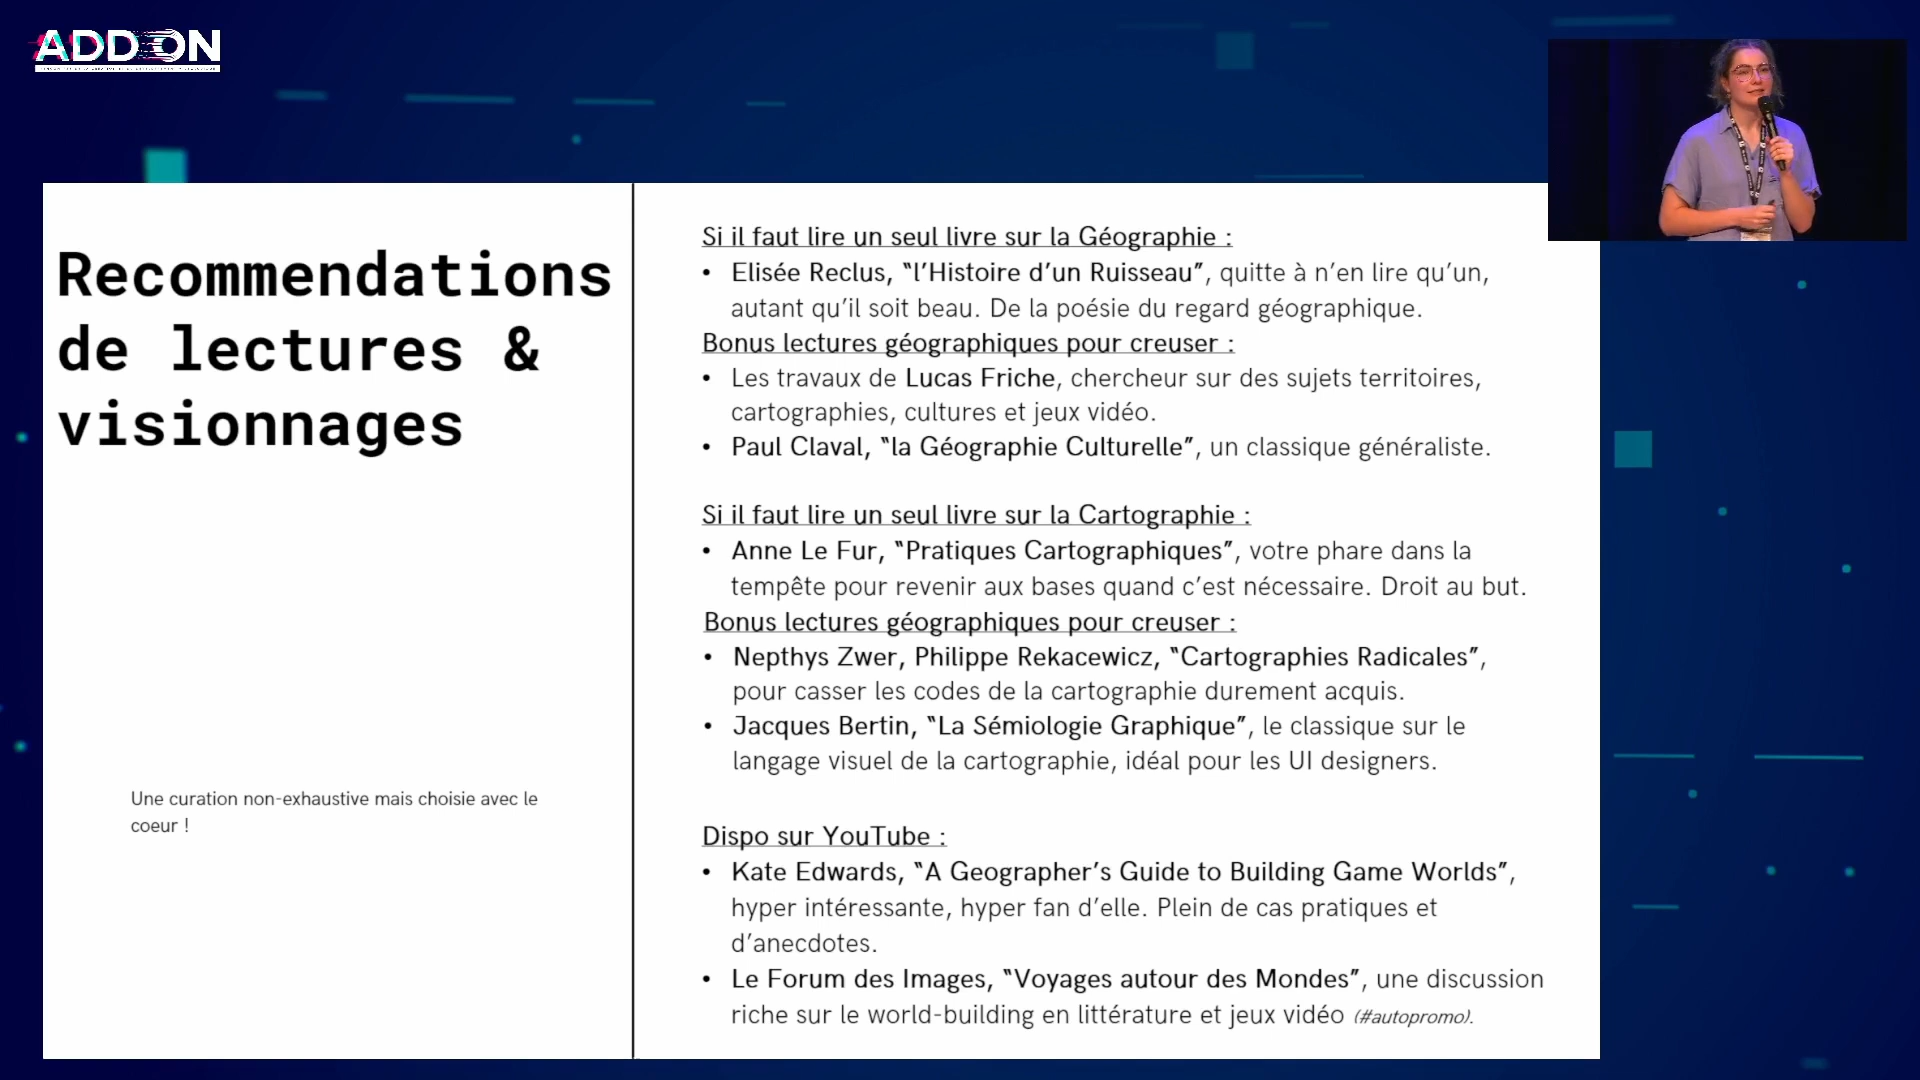 ADDON
Recommendations
de lectures &
visionnages
Une curation non-exhaustive mais choisie avec le
coeur !
Si il faut lire un seul livre sur la Géographie :
• Elisée Reclus, “l’Histoire d’un Ruisseau”, quitte à n’en lire qu’un,
autant qu’il soit beau. De la poésie du regard géographique.
Bonus lectures géographiques pour creuser :
• Les travaux de Lucas Friche, chercheur sur des sujets territoires,
cartographies, cultures et jeux vidéo.
• Paul Claval, “la Géographie Culturelle”, un classique généraliste.
Si il faut lire un seul livre sur la Cartographie :
• Anne Le Fur, “Pratiques Cartographiques”, votre phare dans la
tempête pour revenir aux bases quand c’est nécessaire. Droit au but.
Bonus lectures géographiques pour creuser :
• Nepthys Zwer, Philippe Rekacewicz, “Cartographies Radicales”,
pour casser les codes de la cartographie durement acquis.
• Jacques Bertin, “La Sémiologie Graphique”, le classique sur le
langage visuel de la cartographie, idéal pour les UI designers.
Dispo sur YouTube :
• Kate Edwards, “A Geographer’s Guide to Building Game Worlds”,
hyper intéressante, hyper fan d’elle. Plein de cas pratiques et
d’anecdotes.
• Le Forum des Images, “Voyages autour des Mondes”, une discussion
riche sur le world-building en littérature et jeux vidéo (#autopromo).